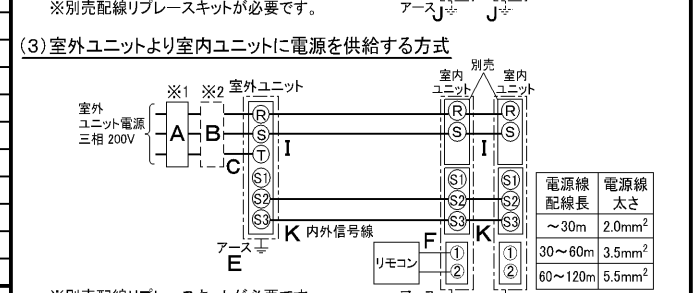 ※別売配線リプレースキットが必要です。
アース J J
(3)室外ユニットより室内ユニットに電源を供給する方式
※1 ※2 室外ユニット
別売
室内ユニット 室内ユニット
室外
ユニット電源
三相 200V
A B C
R S T S1 S2 S3
I
R S S1 S2 S3 ① ②
I
R S S1 S2 S3 ① ②
アース
E
K 内外信号線
F
K
リモコン
電源線配線長 電源線太さ
～30m 2.0mm²
30～60m 3.5mm²
60～120m 5.5mm²
※別売配線リプレースキットが必要です。
アース